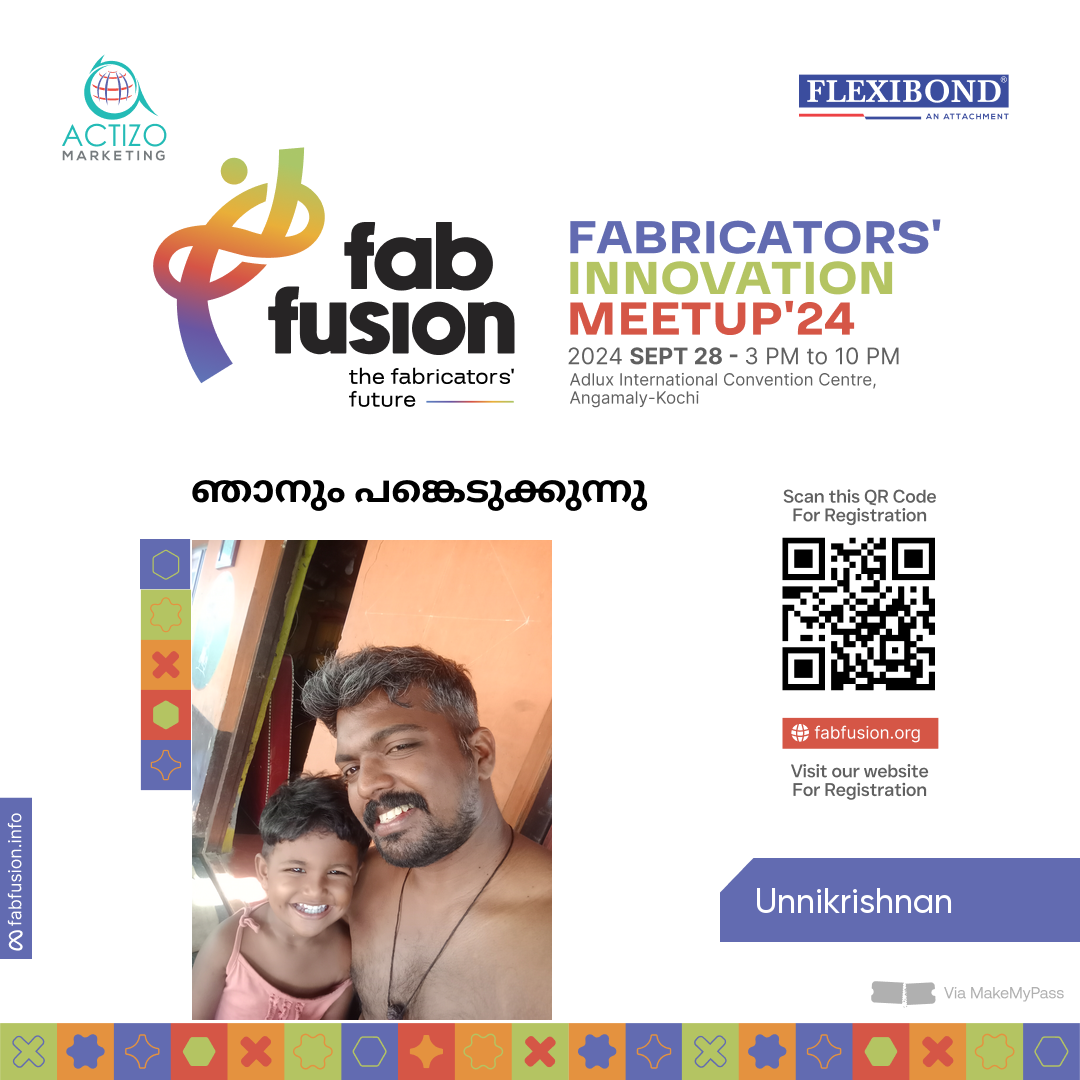 ACTIZO
MARKETING
FLEXIBOND®
AN ATTACHMENT
fab
fusion
the fabricators'
future
FABRICATORS'
INNOVATION
MEETUP'24
2024 SEPT 28 - 3 PM to 10 PM
Adlux International Convention Centre,
Angamaly-Kochi
ഞാനും പങ്കെടുക്കുന്നു
Scan this QR Code
For Registration
fabfusion.org
Visit our website
For Registration
fabfusion.info
Unnikrishnan
Via MakeMyPass